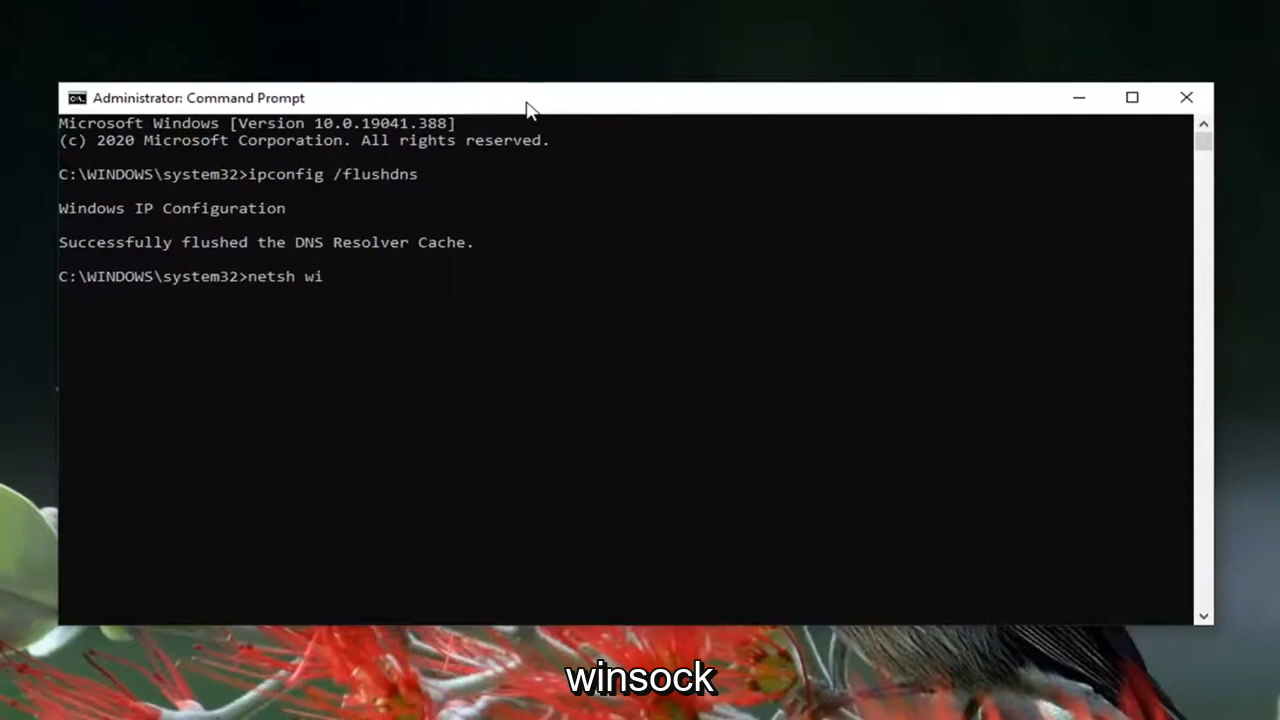 Administrator: Command Prompt
Microsoft Windows [Version 10.0.19041.388]
(c) 2020 Microsoft Corporation. All rights reserved.
C:\WINDOWS\system32>ipconfig /flushdns
Windows IP Configuration
Successfully flushed the DNS Resolver Cache.
C:\WINDOWS\system32>netsh wi
winsock